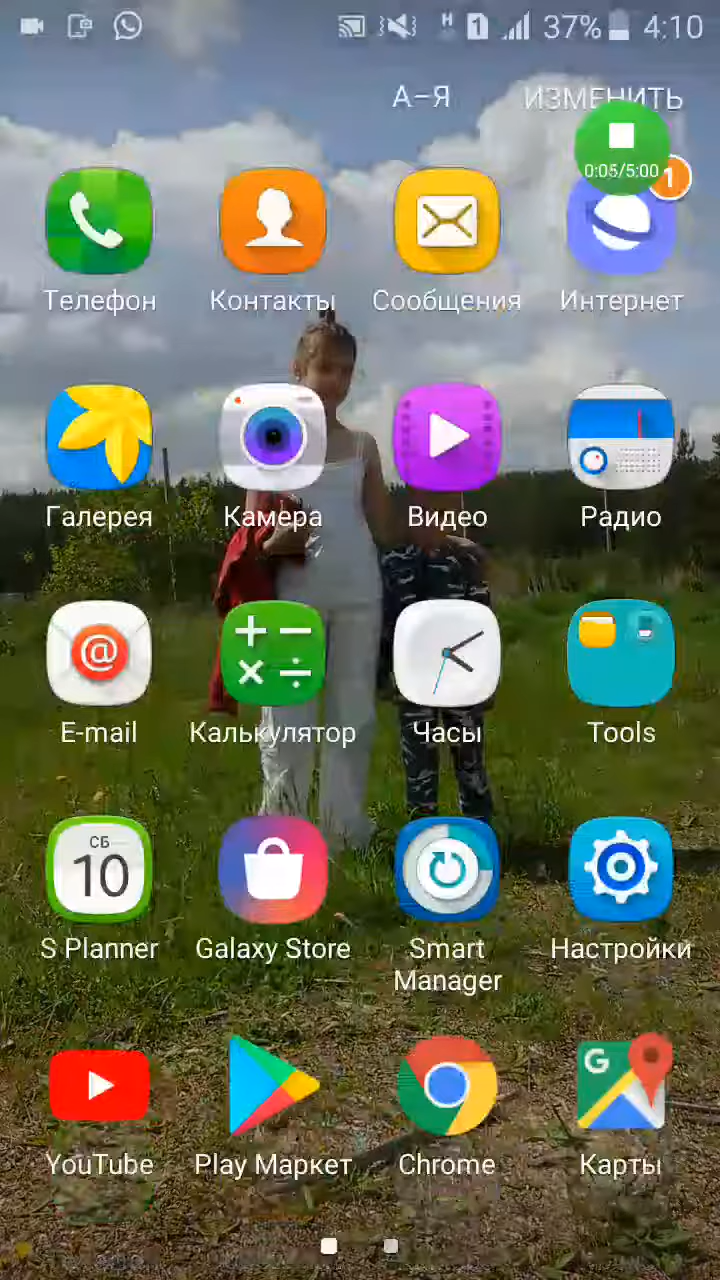 H 1 37% 4:10
А–Я ИЗМЕНИТЬ
0:05/5:00
1
Телефон Контакты Сообщения Интернет
Галерея Камера Видео Радио
@
E-mail Калькулятор Часы Tools
СБ
10
S Planner Galaxy Store Smart Manager Настройки
G
YouTube Play Маркет Chrome Карты